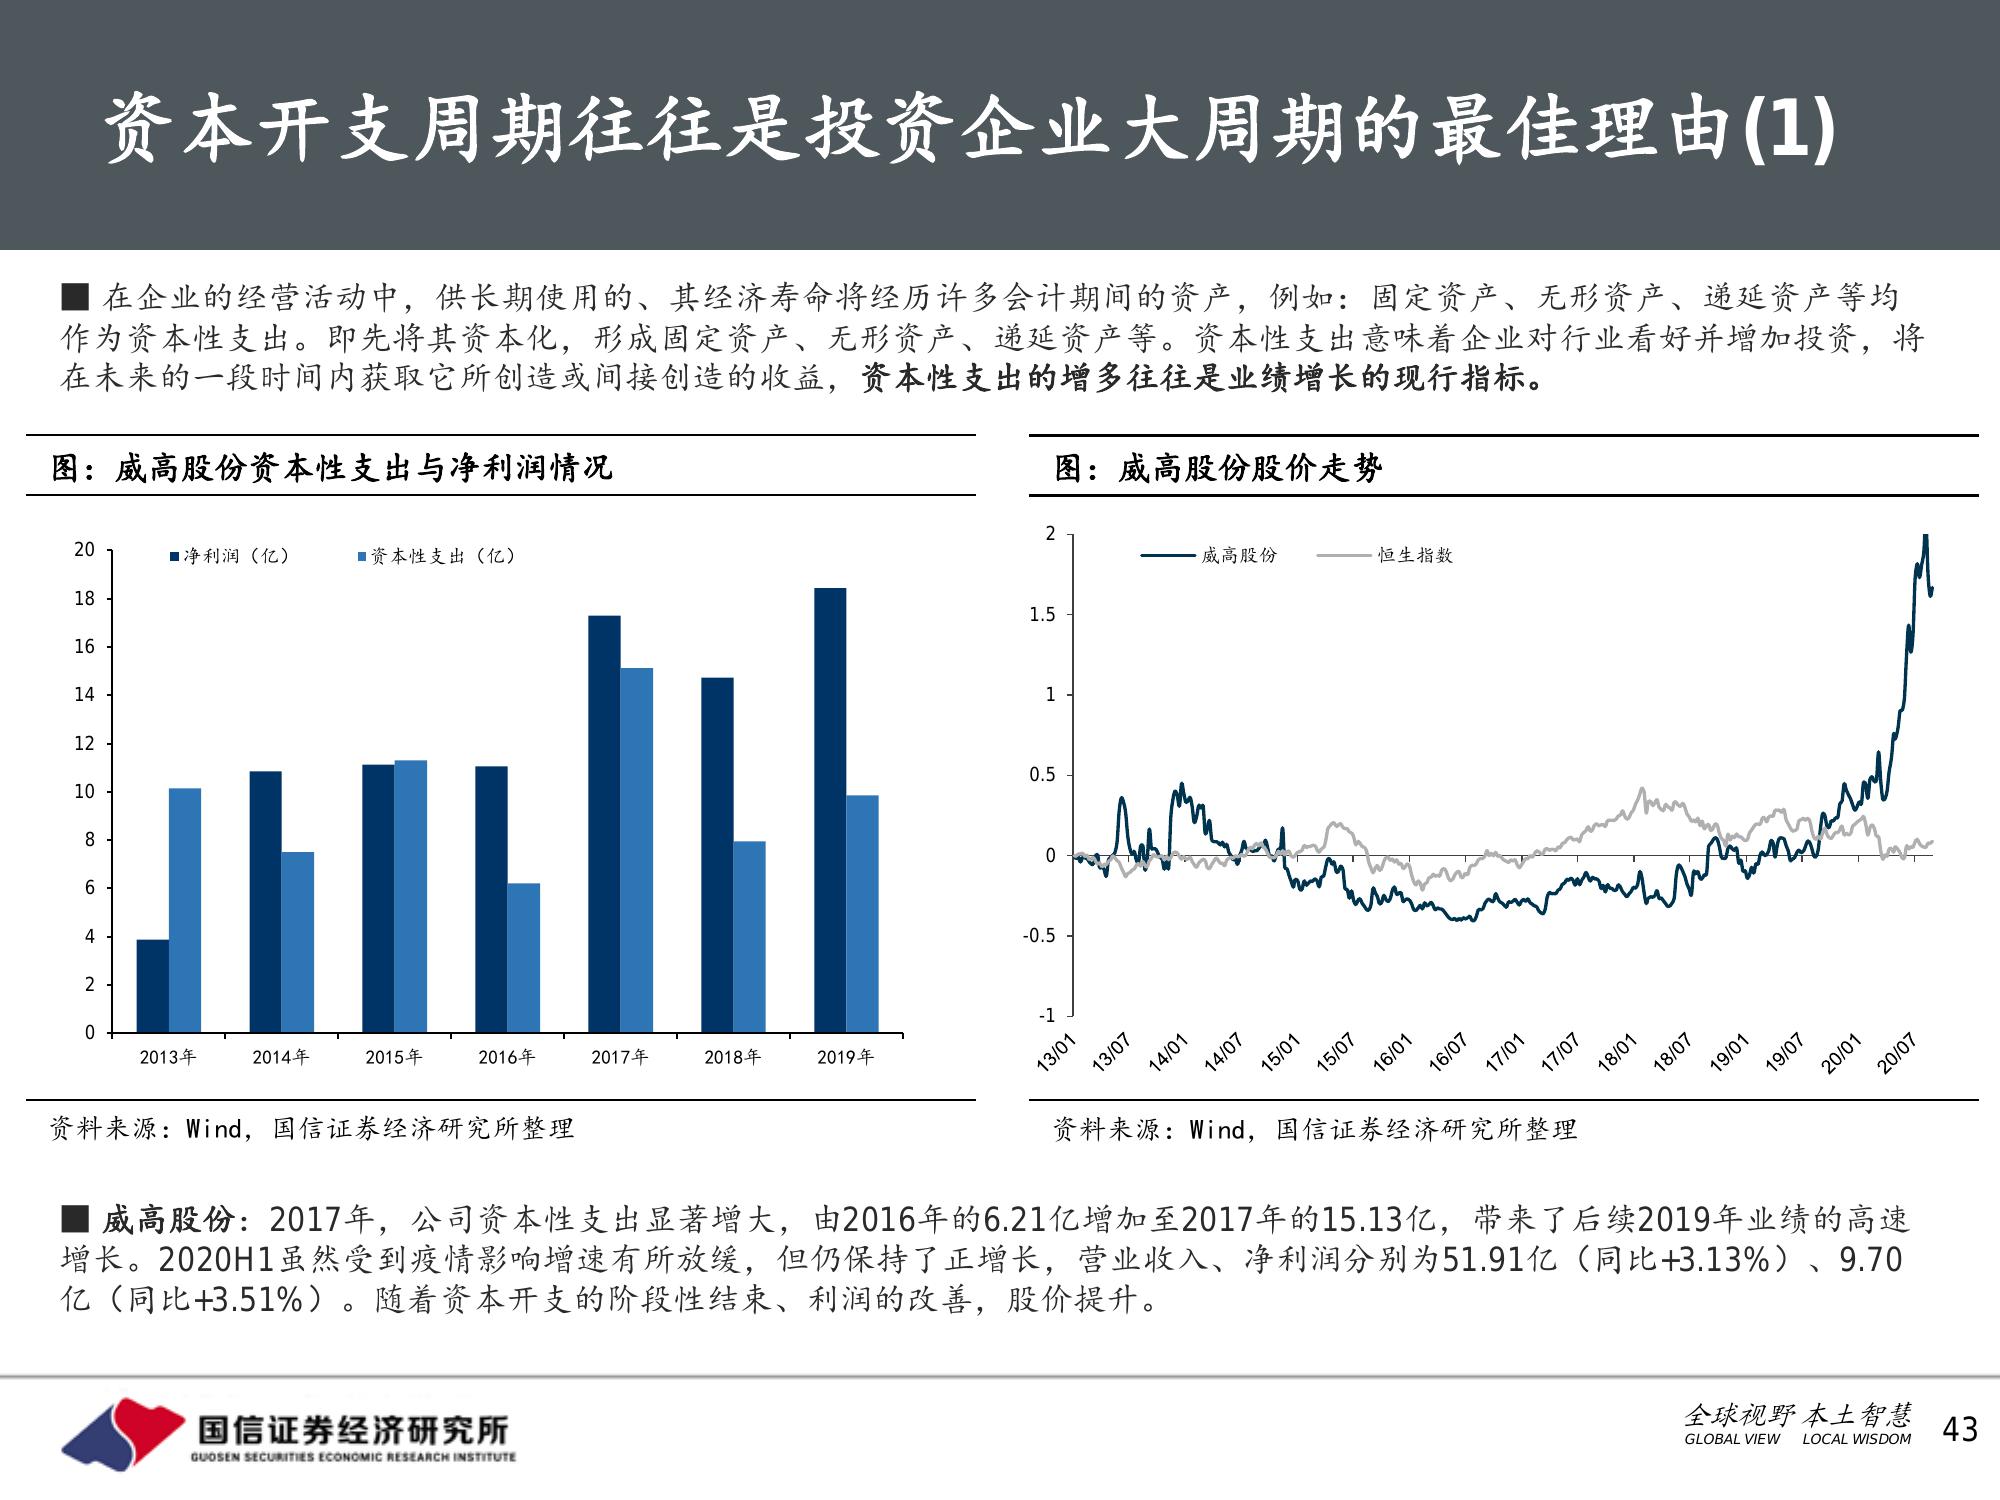 资本开支周期往往是投资企业大周期的最佳理由(1)
■ 在企业的经营活动中，供长期使用的、其经济寿命将经历许多会计期间的资产，例如：固定资产、无形资产、递延资产等均
作为资本性支出。即先将其资本化，形成固定资产、无形资产、递延资产等。资本性支出意味着企业对行业看好并增加投资，将
在未来的一段时间内获取它所创造或间接创造的收益，资本性支出的增多往往是业绩增长的现行指标。
图：威高股份资本性支出与净利润情况
净利润（亿）
资本性支出（亿）
20
18
16
14
12
10
8
6
4
2
0
2013年
2014年
2015年
2016年
2017年
2018年
2019年
资料来源：Wind，国信证券经济研究所整理
图：威高股份股价走势
威高股份
恒生指数
2
1.5
1
0.5
0
-0.5
-1
13/01
13/07
14/01
14/07
15/01
15/07
16/01
16/07
17/01
17/07
18/01
18/07
19/01
19/07
20/01
20/07
资料来源：Wind，国信证券经济研究所整理
■ 威高股份：2017年，公司资本性支出显著增大，由2016年的6.21亿增加至2017年的15.13亿，带来了后续2019年业绩的高速
增长。2020H1虽然受到疫情影响增速有所放缓，但仍保持了正增长，营业收入、净利润分别为51.91亿（同比+3.13%）、9.70
亿（同比+3.51%）。随着资本开支的阶段性结束、利润的改善，股价提升。
国信证券经济研究所
GUOSEN SECURITIES ECONOMIC RESEARCH INSTITUTE
全球视野 本土智慧
GLOBAL VIEW LOCAL WISDOM
43